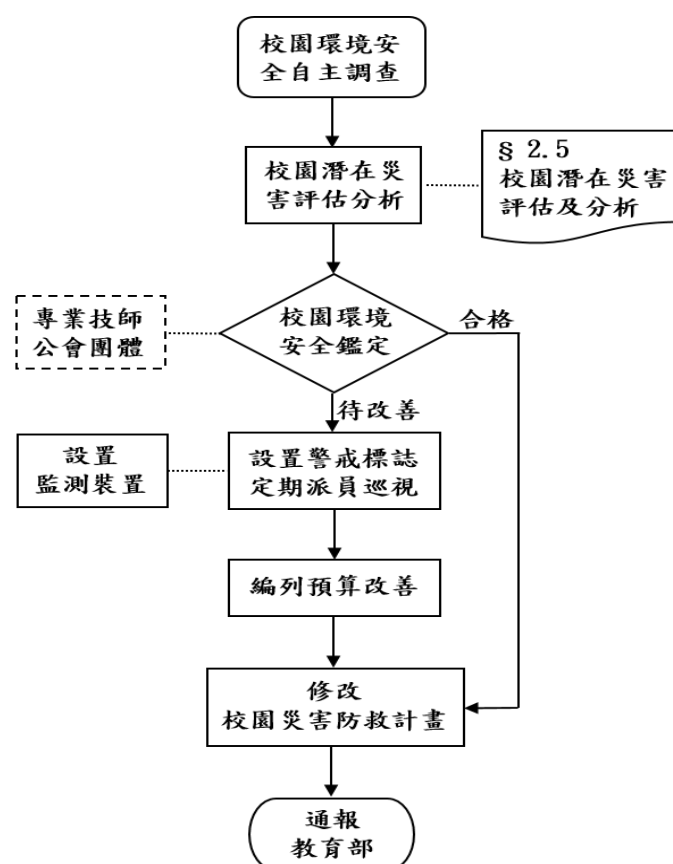 校園環境安
全自主調查
校園潛在災
害評估分析
§ 2.5
校園潛在災害
評估及分析
專業技師
公會團體
校園環境
安全鑑定
合格
待改善
設置
監測裝置
設置警戒標誌
定期派員巡視
編列預算改善
修改
校園災害防救計畫
通報
教育部